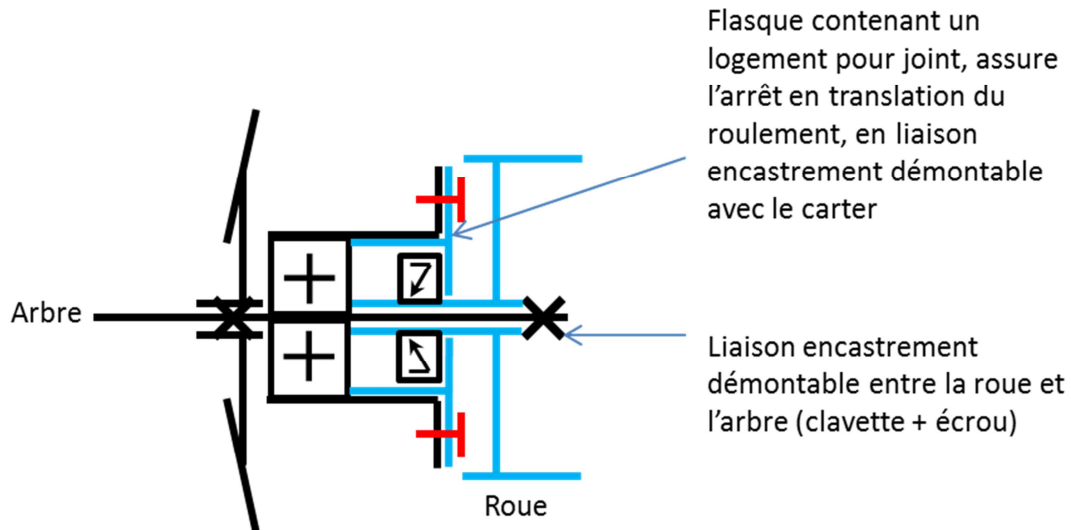 Flasque contenant un
logement pour joint, assure
l'arrêt en translation du
roulement, en liaison
encastrement démontable
avec le carter
Arbre
Liaison encastrement
démontable entre la roue et
l'arbre (clavette + écrou)
Roue